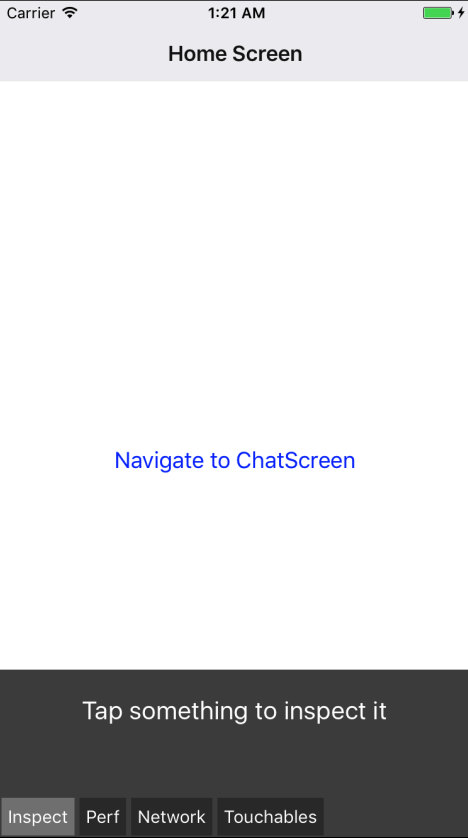 Carrier 1:21 AM
Home Screen
Navigate to ChatScreen
Tap something to inspect it
Inspect Perf Network Touchables